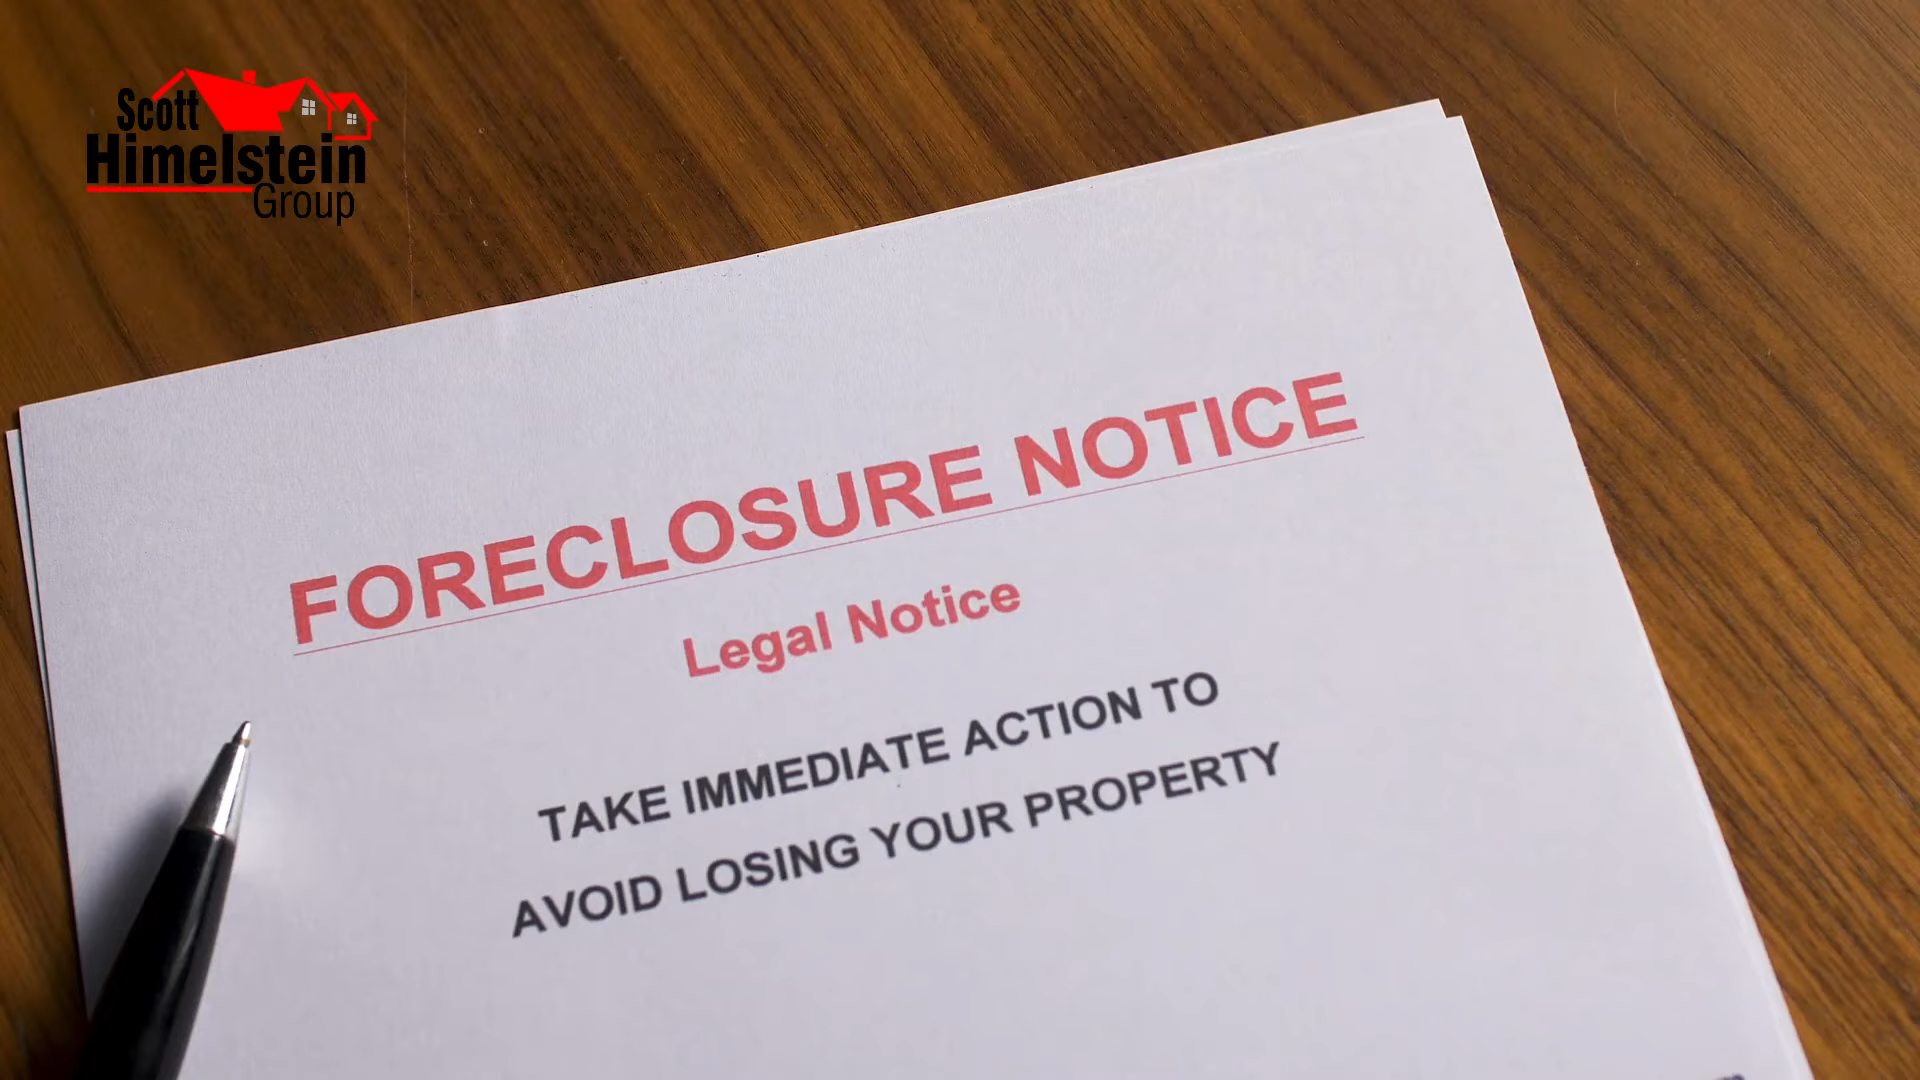 Scott
Himelstein
Group
FORECLOSURE NOTICE
Legal Notice
TAKE IMMEDIATE ACTION TO
AVOID LOSING YOUR PROPERTY